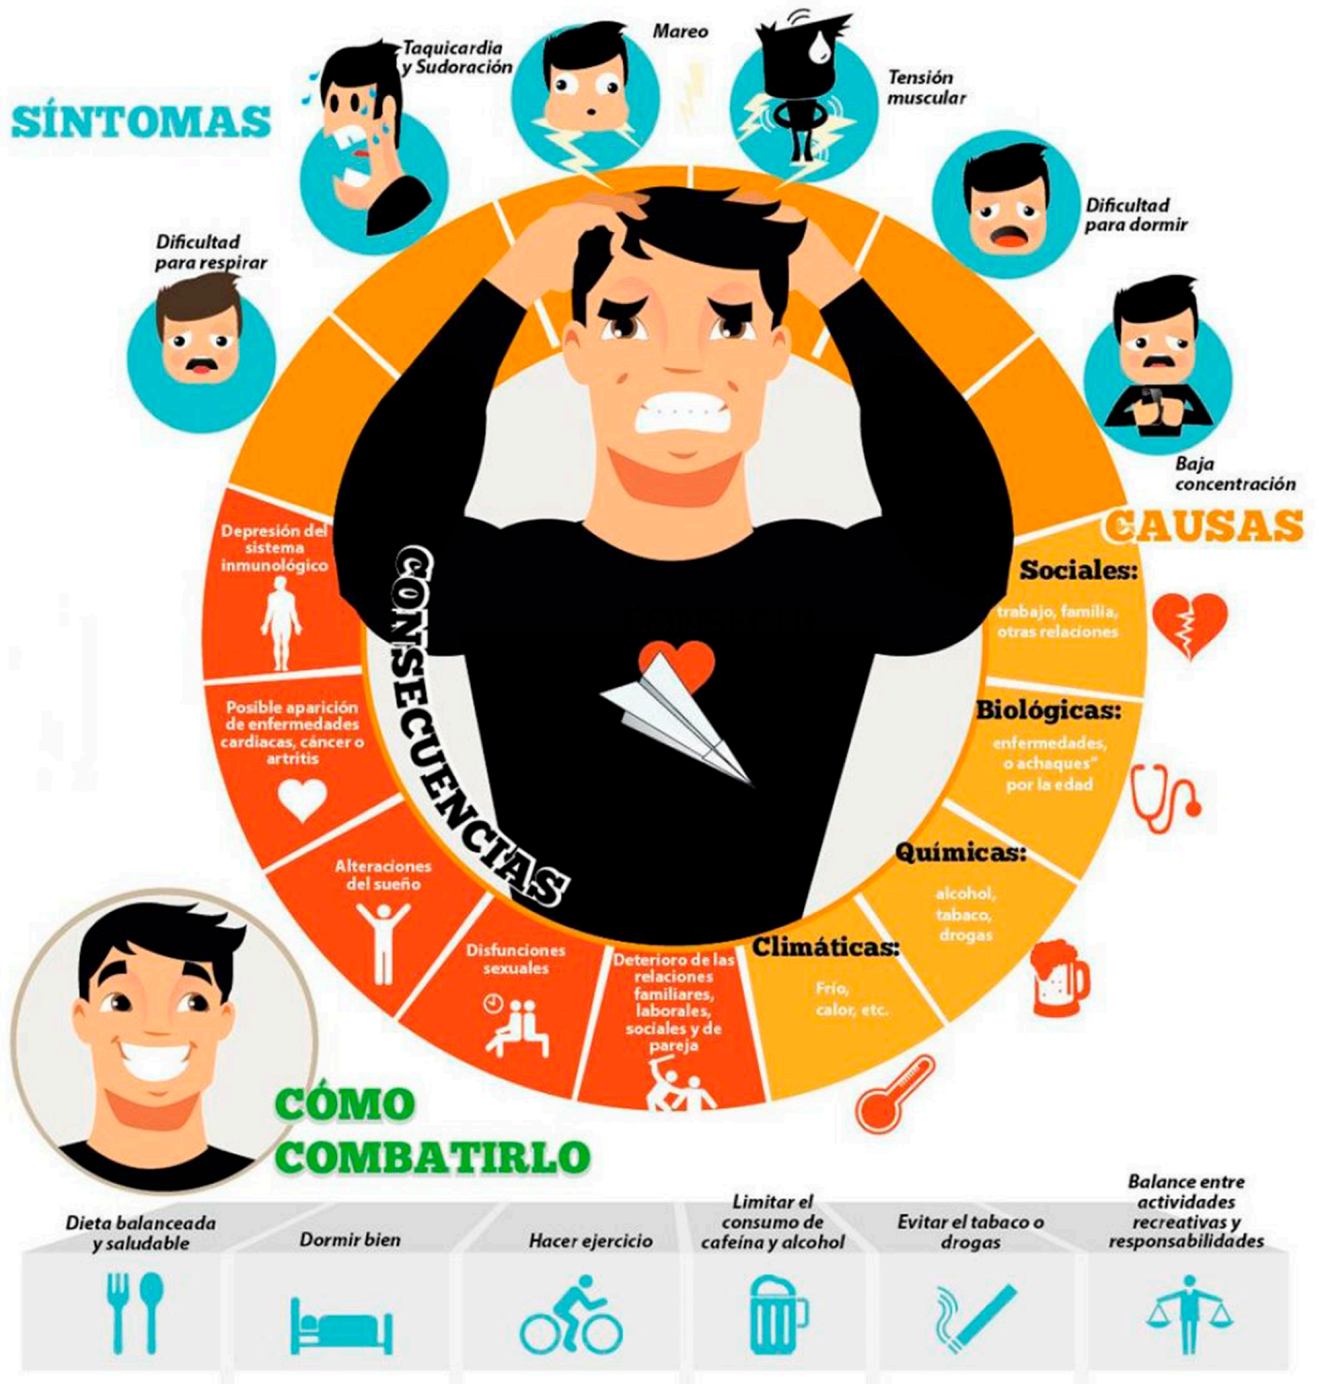 SÍNTOMAS
Dificultad
para respirar
Taquicardia
y Sudoración
Mareo
Tensión
muscular
Dificultad
para dormir
Baja
concentración
CAUSAS
Sociales:
trabajo, familia,
otras relaciones
Biológicas:
enfermedades,
o achaques"
por la edad
Químicas:
alcohol,
tabaco,
drogas
Climáticas:
Frío,
calor, etc.
CONSECUENCIAS
Depresión del
sistema
inmunológico
Posible aparición
de enfermedades
cardiacas, cáncer o
artritis
Alteraciones
del sueño
Disfunciones
sexuales
Deterioro de las
relaciones
familiares,
laborales,
sociales y de
pareja
CÓMO
COMBATIRLO
Dieta balanceada
y saludable
Dormir bien
Hacer ejercicio
Limitar el
consumo de
cafeína y alcohol
Evitar el tabaco o
drogas
Balance entre
actividades
recreativas y
responsabilidades